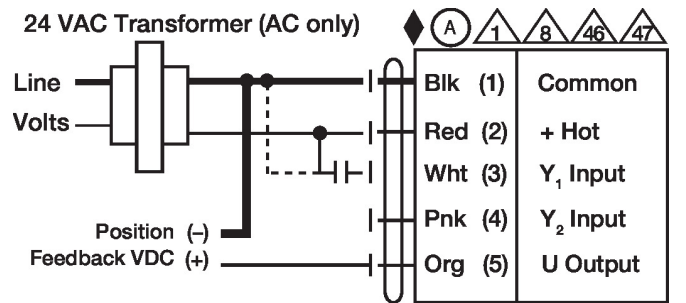 24 VAC Transformer (AC only)
A 1 8 46 47
Line
Volts
Blk (1) Common
Red (2) + Hot
Wht (3) Y1 Input
Pnk (4) Y2 Input
Position (–)
Feedback VDC (+)
Org (5) U Output